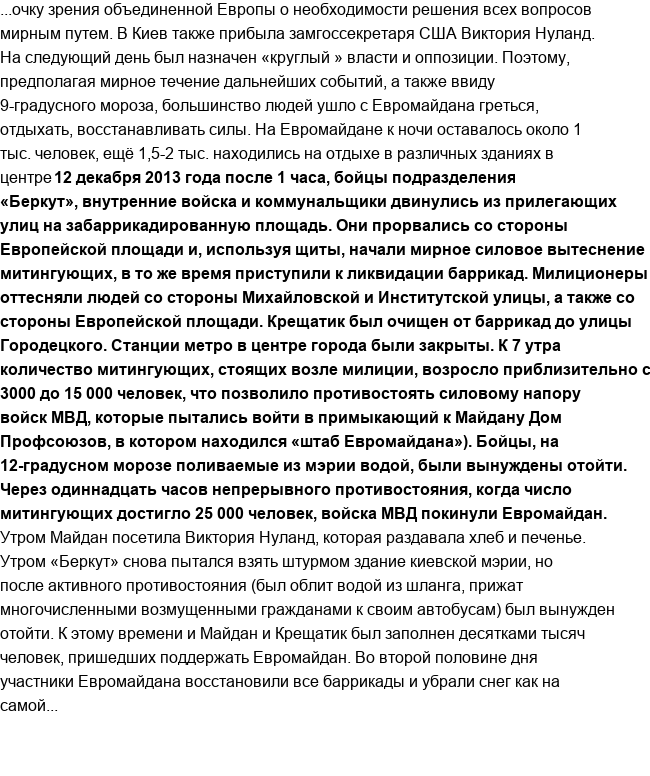 ...очку зрения объединенной Европы о необходимости решения всех вопросов
мирным путем. В Киев также прибыла замгоссекретаря США Виктория Нуланд.
На следующий день был назначен «круглый » власти и оппозиции. Поэтому,
предполагая мирное течение дальнейших событий, а также ввиду
9-градусного мороза, большинство людей ушло с Евромайдана греться,
отдыхать, восстанавливать силы. На Евромайдане к ночи оставалось около 1
тыс. человек, ещё 1,5-2 тыс. находились на отдыхе в различных зданиях в
центре 12 декабря 2013 года после 1 часа, бойцы подразделения
«Беркут», внутренние войска и коммунальщики двинулись из прилегающих
улиц на забаррикадированную площадь. Они прорвались со стороны
Европейской площади и, используя щиты, начали мирное силовое вытеснение
митингующих, в то же время приступили к ликвидации баррикад. Милиционеры
оттесняли людей со стороны Михайловской и Институтской улицы, а также со
стороны Европейской площади. Крещатик был очищен от баррикад до улицы
Городецкого. Станции метро в центре города были закрыты. К 7 утра
количество митингующих, стоящих возле милиции, возросло приблизительно с
3000 до 15 000 человек, что позволило противостоять силовому напору
войск МВД, которые пытались войти в примыкающий к Майдану Дом
Профсоюзов, в котором находился «штаб Евромайдана»). Бойцы, на
12-градусном морозе поливаемые из мэрии водой, были вынуждены отойти.
Через одиннадцать часов непрерывного противостояния, когда число
митингующих достигло 25 000 человек, войска МВД покинули Евромайдан.
Утром Майдан посетила Виктория Нуланд, которая раздавала хлеб и печенье.
Утром «Беркут» снова пытался взять штурмом здание киевской мэрии, но
после активного противостояния (был облит водой из шланга, прижат
многочисленными возмущенными гражданами к своим автобусам) был вынужден
отойти. К этому времени и Майдан и Крещатик был заполнен десятками тысяч
человек, пришедших поддержать Евромайдан. Во второй половине дня
участники Евромайдана восстановили все баррикады и убрали снег как на
самой...